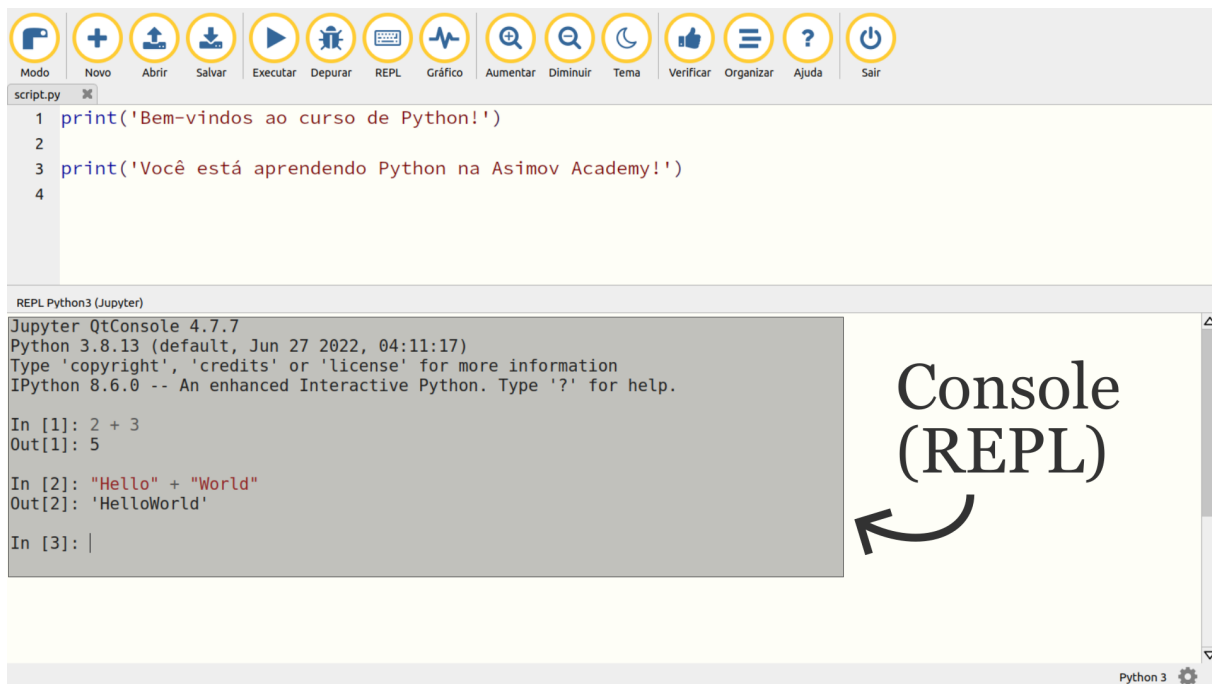 Modo Novo Abrir Salvar Executar Depurar REPL Gráfico Aumentar Diminuir Tema Verificar Organizar Ajuda Sair
script.py
1 print('Bem-vindos ao curso de Python!')
2
3 print('Você está aprendendo Python na Asimov Academy!')
4
REPL Python3 (Jupyter)
Jupyter QtConsole 4.7.7
Python 3.8.13 (default, Jun 27 2022, 04:11:17)
Type 'copyright', 'credits' or 'license' for more information
IPython 8.6.0 -- An enhanced Interactive Python. Type '?' for help.
In [1]: 2 + 3
Out[1]: 5
In [2]: "Hello" + "World"
Out[2]: 'HelloWorld'
In [3]:
Console
(REPL)
Python 3